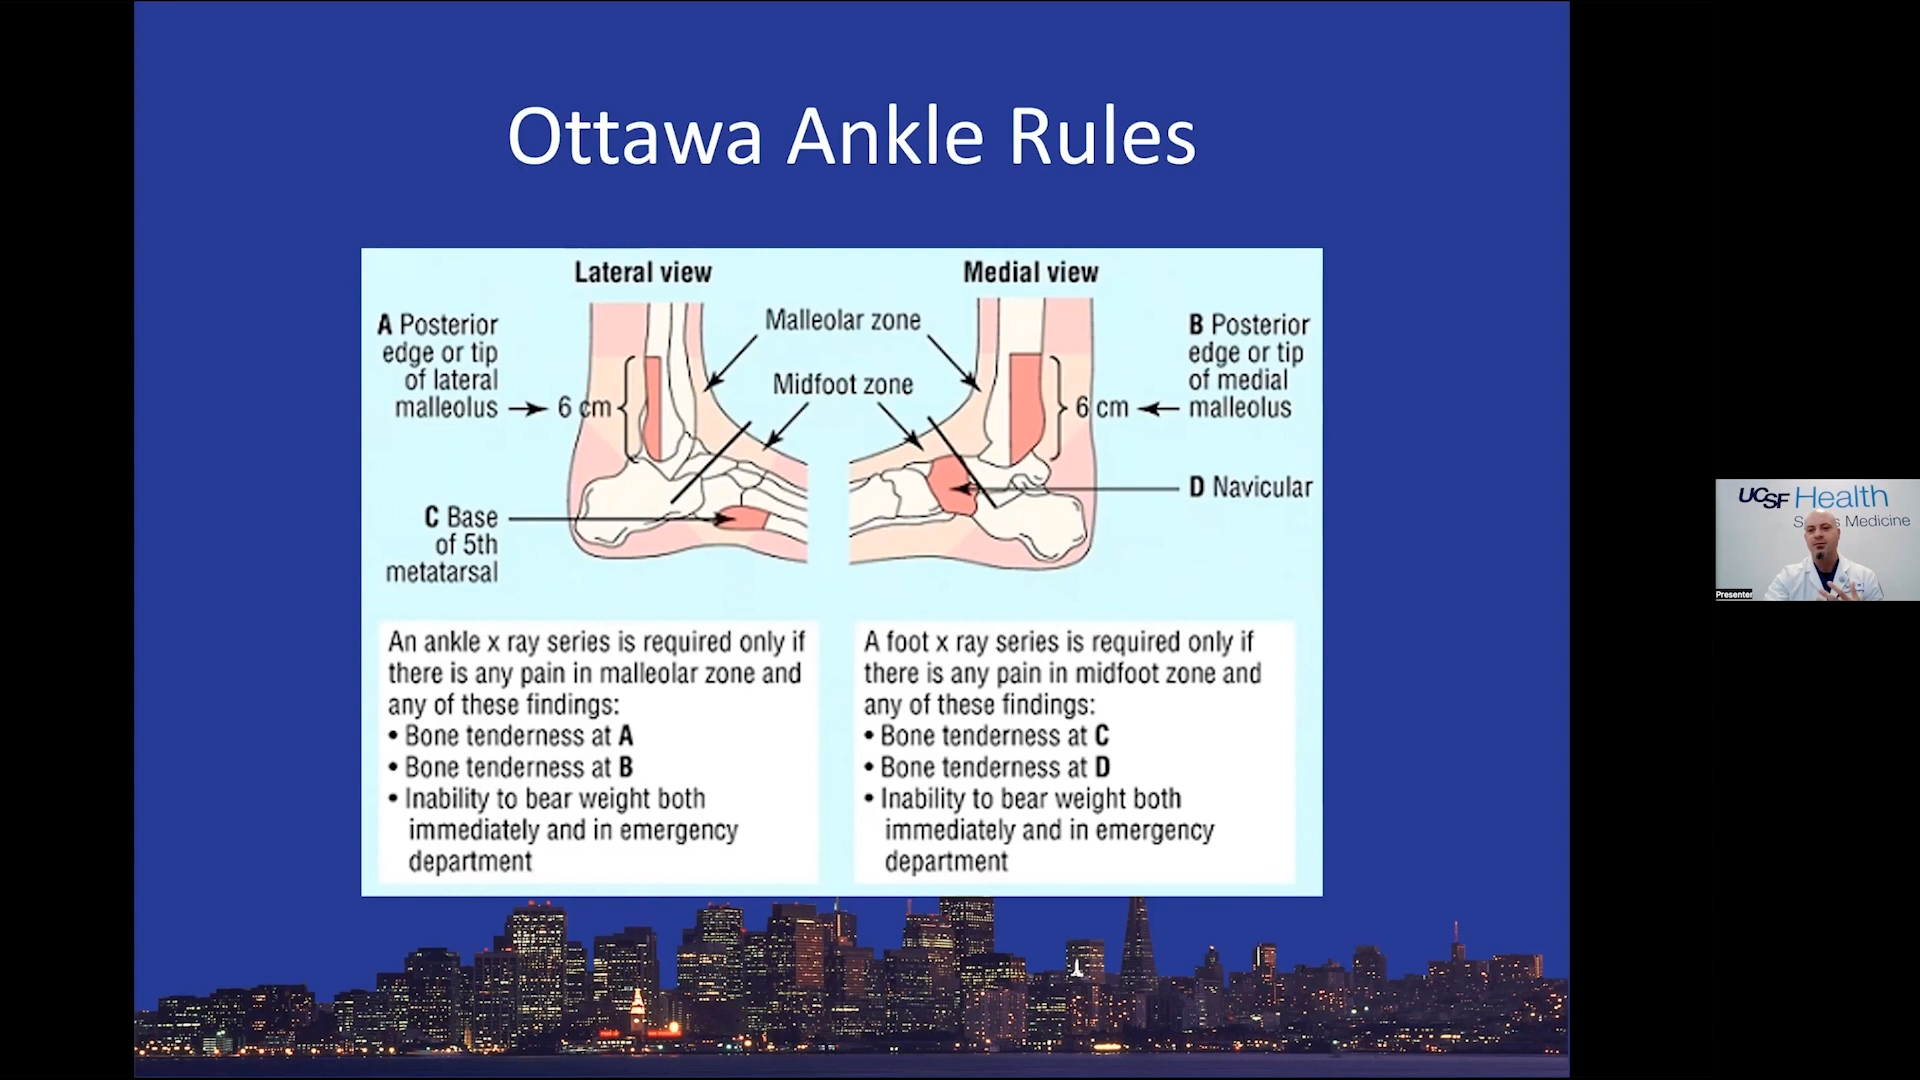 Ottawa Ankle Rules
Lateral view
Medial view
A Posterior
edge or tip
of lateral
malleolus
6 cm
Malleolar zone
Midfoot zone
B Posterior
edge or tip
of medial
malleolus
6 cm
D Navicular
C Base
of 5th
metatarsal
An ankle x ray series is required only if
there is any pain in malleolar zone and
any of these findings:
• Bone tenderness at A
• Bone tenderness at B
• Inability to bear weight both
immediately and in emergency
department
A foot x ray series is required only if
there is any pain in midfoot zone and
any of these findings:
• Bone tenderness at C
• Bone tenderness at D
• Inability to bear weight both
immediately and in emergency
department
UCSF Health
Medicine
Presenter